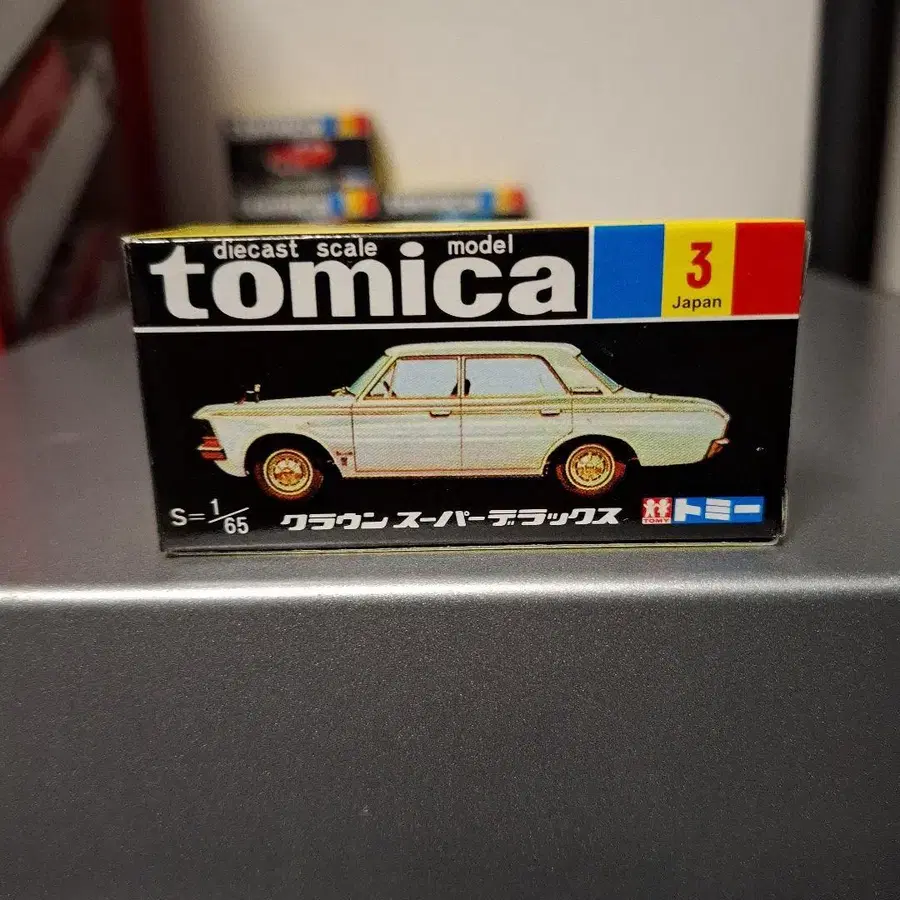 diecast scale model
tomica
3
Japan
S=1/65
クラウン スーパーデラックス
TOMY
トミー